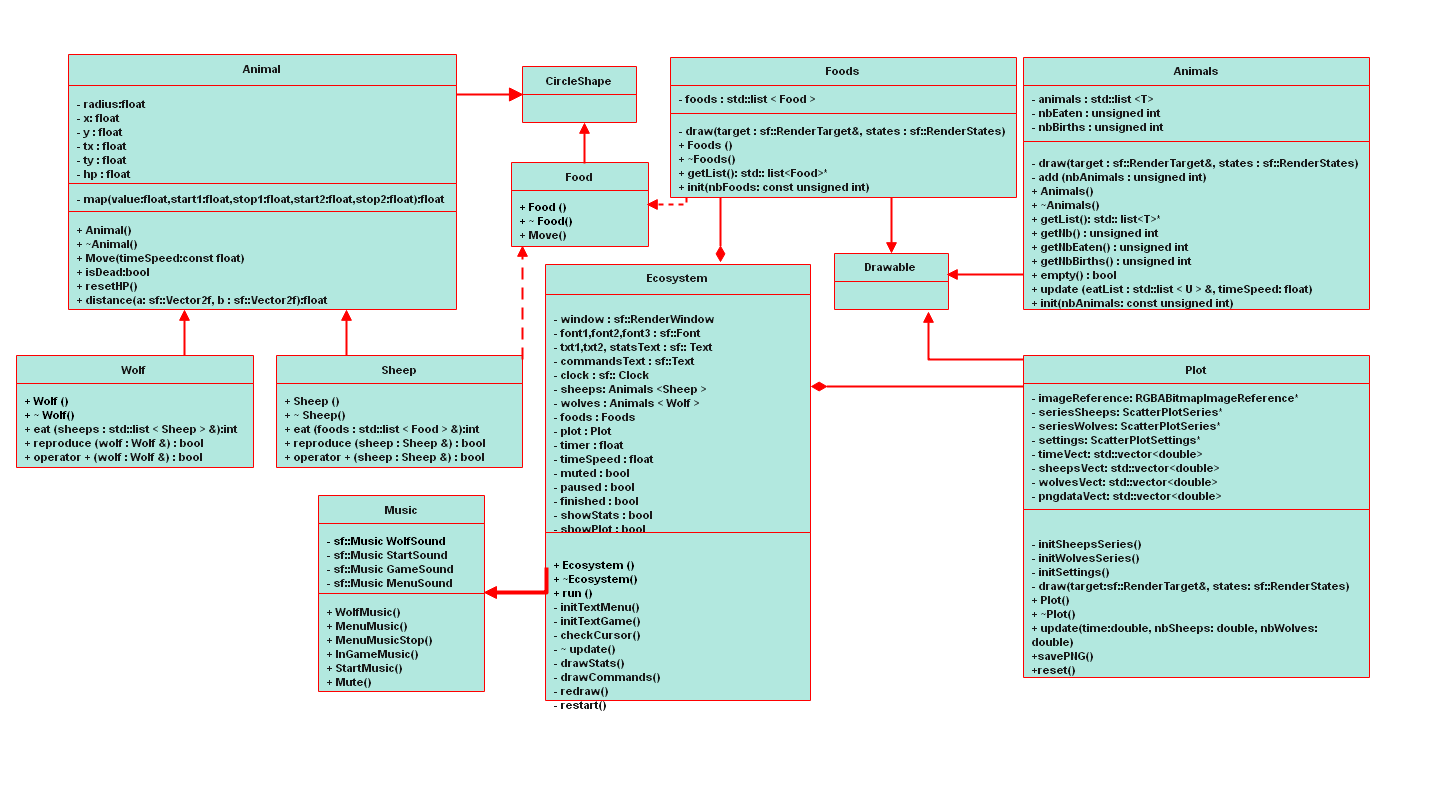 Animal
- radius:float
- x: float
- y : float
- tx : float
- ty : float
- hp : float
- map(value:float,start1:float,stop1:float,start2:float,stop2:float):float
+ Animal()
+ ~Animal()
+ Move(timeSpeed:const float)
+ isDead:bool
+ resetHP()
+ distance(a: sf::Vector2f, b : sf::Vector2f):float
CircleShape
Food
+ Food ()
+ ~ Food()
+ Move()
Foods
- foods : std::list < Food >
- draw(target : sf::RenderTarget&, states : sf::RenderStates)
+ Foods ()
+ ~Foods()
+ getList(): std:: list<Food>*
+ init(nbFoods: const unsigned int)
Animals
- animals : std::list <T>
- nbEaten : unsigned int
- nbBirths : unsigned int
- draw(target : sf::RenderTarget&, states : sf::RenderStates)
- add (nbAnimals : unsigned int)
+ Animals()
+ ~Animals()
+ getList(): std:: list<T>*
+ getNb() : unsigned int
+ getNbEaten() : unsigned int
+ getNbBirths() : unsigned int
+ empty() : bool
+ update (eatList : std::list < U > &, timeSpeed: float)
+ init(nbAnimals: const unsigned int)
Drawable
Wolf
+ Wolf ()
+ ~ Wolf()
+ eat (sheeps : std::list < Sheep > &):int
+ reproduce (wolf : Wolf &) : bool
+ operator + (wolf : Wolf &) : bool
Sheep
+ Sheep ()
+ ~ Sheep()
+ eat (foods : std::list < Food > &):int
+ reproduce (sheep : Sheep &) : bool
+ operator + (sheep : Sheep &) : bool
Ecosystem
- window : sf::RenderWindow
- font1,font2,font3 : sf::Font
- txt1,txt2, statsText : sf:: Text
- commandsText : sf::Text
- clock : sf:: Clock
- sheeps: Animals <Sheep >
- wolves : Animals < Wolf >
- foods : Foods
- plot : Plot
- timer : float
- timeSpeed : float
- muted : bool
- paused : bool
- finished : bool
- showStats : bool
- showPlot : bool
+ Ecosystem ()
+ ~Ecosystem()
+ run ()
- initTextMenu()
- initTextGame()
- checkCursor()
- ~ update()
- drawStats()
- drawCommands()
- redraw()
- restart()
Plot
- imageReference: RGBABitmapImageReference*
- seriesSheeps: ScatterPlotSeries*
- seriesWolves: ScatterPlotSeries*
- settings: ScatterPlotSettings*
- timeVect: std::vector<double>
- sheepsVect: std::vector<double>
- wolvesVect: std::vector<double>
- pngdataVect: std::vector<double>
- initSheepsSeries()
- initWolvesSeries()
- initSettings()
- draw(target:sf::RenderTarget&, states: sf::RenderStates)
+ Plot()
+ ~Plot()
+ update(time:double, nbSheeps: double, nbWolves:
double)
+savePNG()
+reset()
Music
- sf::Music WolfSound
- sf::Music StartSound
- sf::Music GameSound
- sf::Music MenuSound
+ WolfMusic()
+ MenuMusic()
+ MenuMusicStop()
+ InGameMusic()
+ StartMusic()
+ Mute()